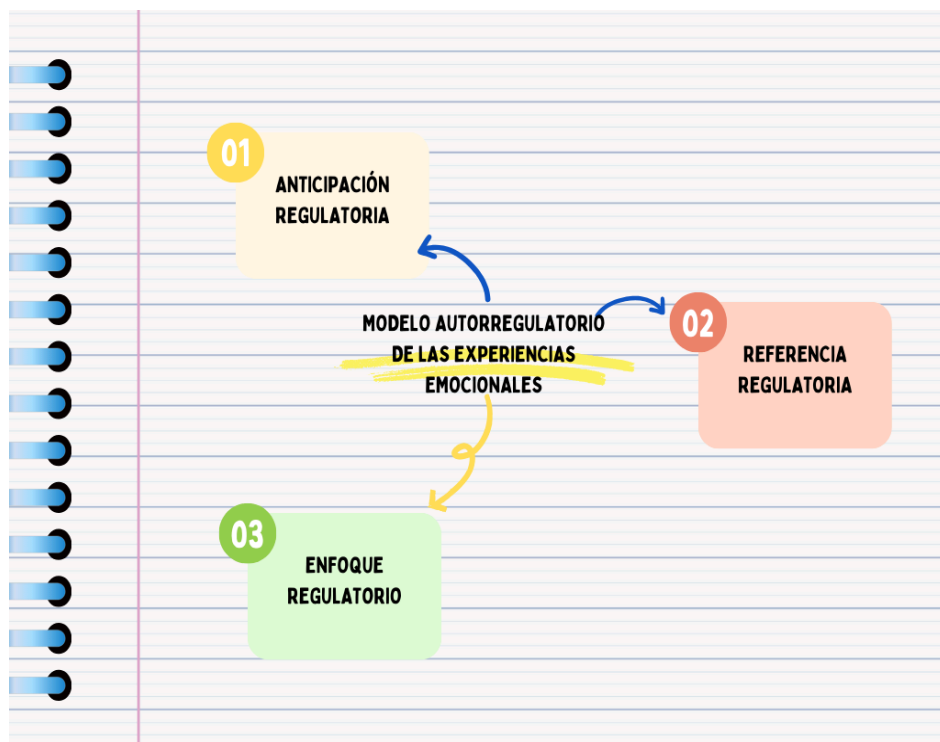 01
ANTICIPACIÓN
REGULATORIA
MODELO AUTORREGULATORIO
DE LAS EXPERIENCIAS
EMOCIONALES
02
REFERENCIA
REGULATORIA
03
ENFOQUE
REGULATORIO